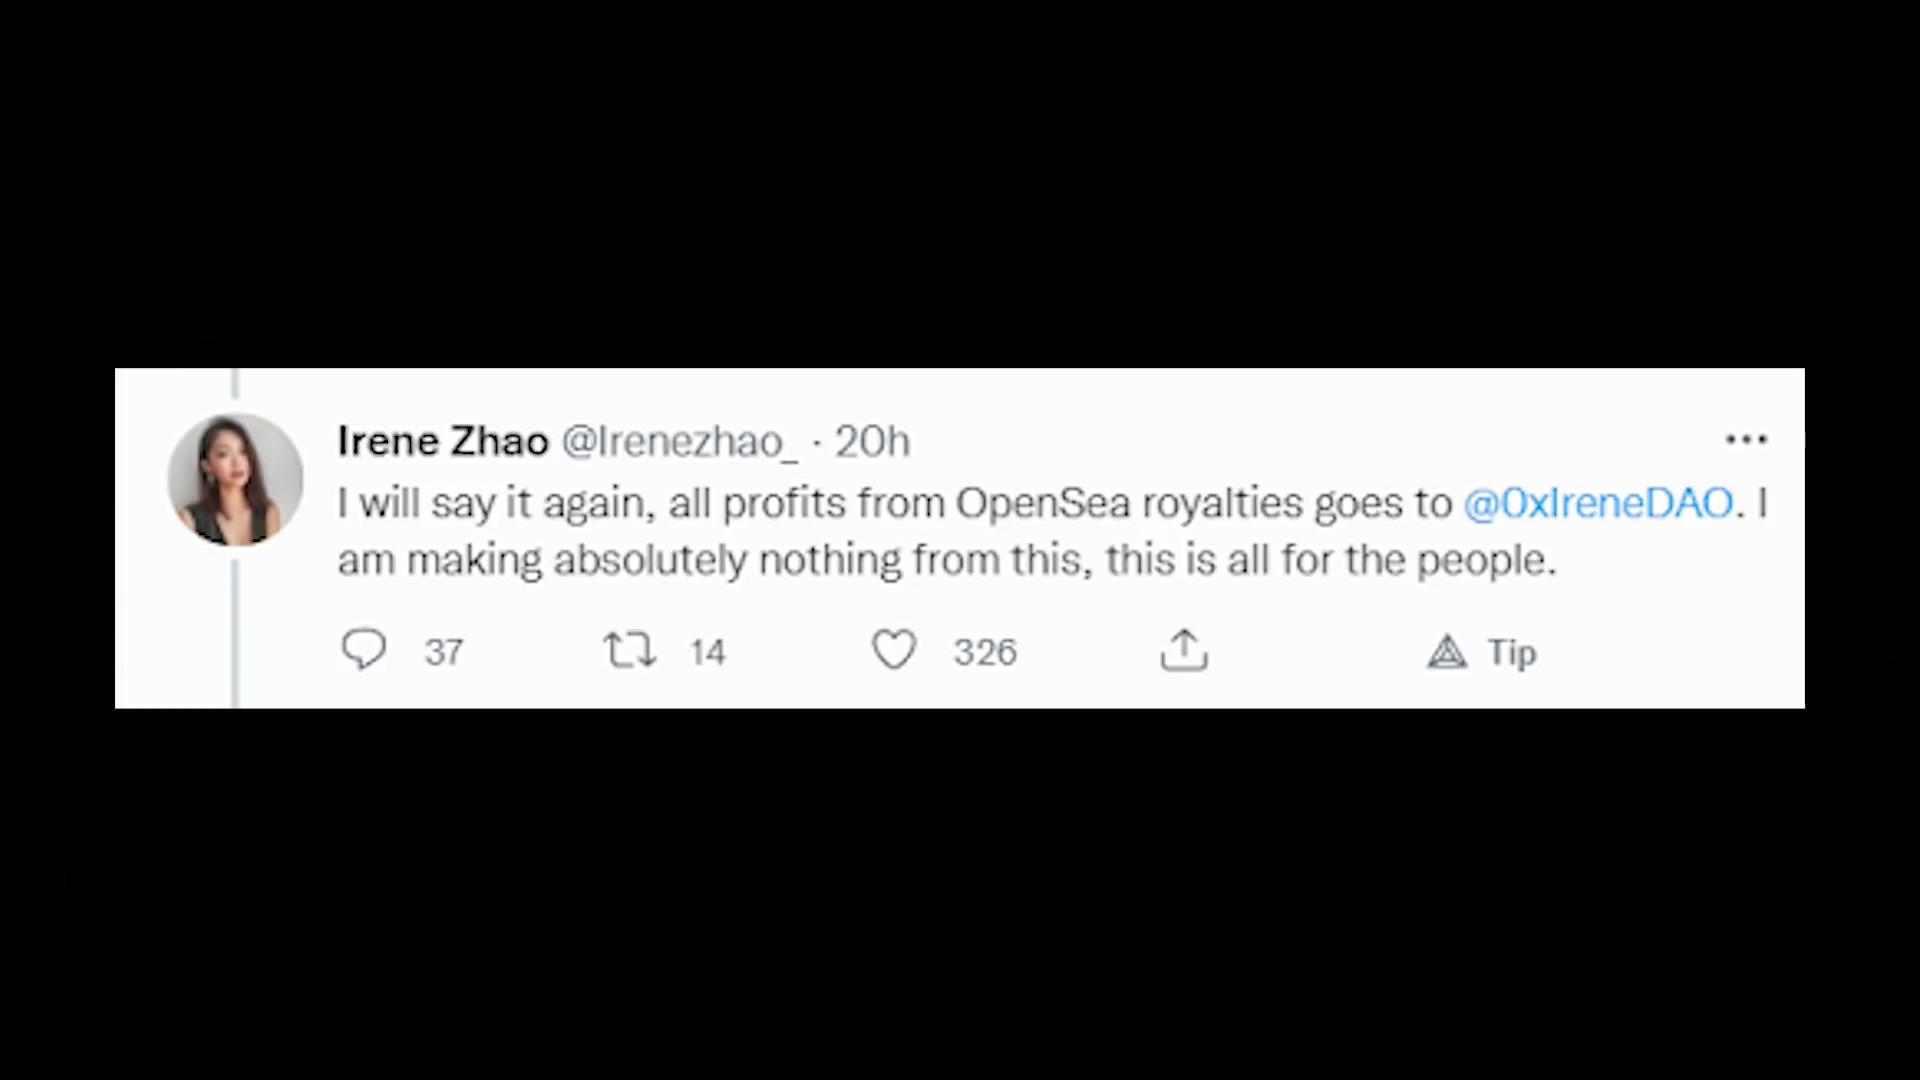 Irene Zhao @Irenezhao_ · 20h
I will say it again, all profits from OpenSea royalties goes to @0xIreneDAO. I
am making absolutely nothing from this, this is all for the people.
37 14 326 Tip